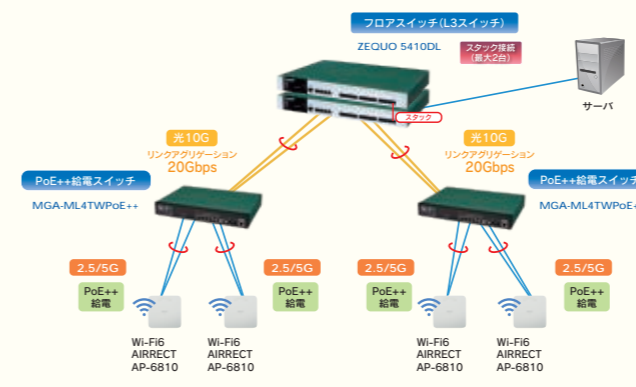 フロアスイッチ(L3スイッチ)
ZEQUO 5410DL
スタック接続
(最大2台)
サーバ
スタック
光10G
リンクアグリゲーション
20Gbps
光10G
リンクアグリゲーション
20Gbps
PoE++給電スイッチ
MGA-ML4TWPoE++
PoE++給電スイッチ
MGA-ML4TWPoE+
2.5/5G
2.5/5G
2.5/5G
2.5/5G
PoE++
給電
PoE++
給電
PoE++
給電
PoE++
給電
Wi-Fi6
AIRRECT
AP-6810
Wi-Fi6
AIRRECT
AP-6810
Wi-Fi6
AIRRECT
AP-6810
Wi-Fi6
AIRRECT
AP-6810